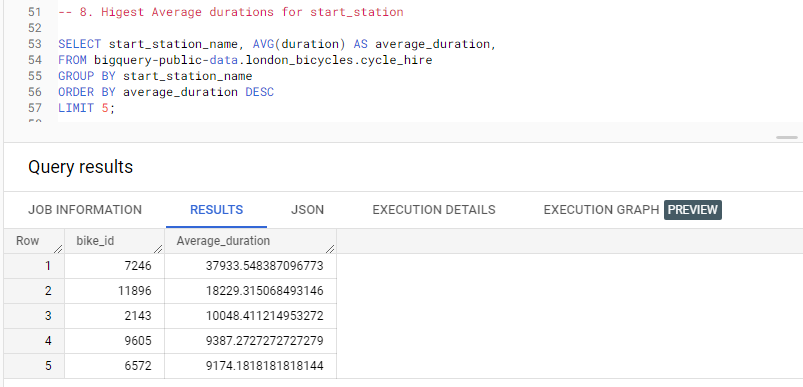 51 -- 8. Higest Average durations for start_station
52
53 SELECT start_station_name, AVG(duration) AS average_duration,
54 FROM bigquery-public-data.london_bicycles.cycle_hire
55 GROUP BY start_station_name
56 ORDER BY average_duration DESC
57 LIMIT 5;
Query results
JOB INFORMATION RESULTS JSON EXECUTION DETAILS EXECUTION GRAPH PREVIEW
Row bike_id Average_duration
1 7246 37933.548387096773
2 11896 18229.315068493146
3 2143 10048.411214953272
4 9605 9387.2727272727279
5 6572 9174.1818181818144